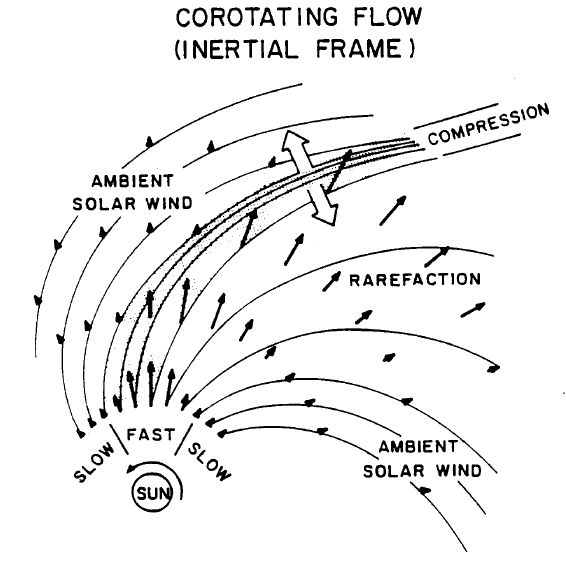 COROTATING FLOW
(INERTIAL FRAME)
COMPRESSION
AMBIENT
SOLAR WIND
RAREFACTION
SLOW
FAST
SLOW
SUN
AMBIENT
SOLAR WIND